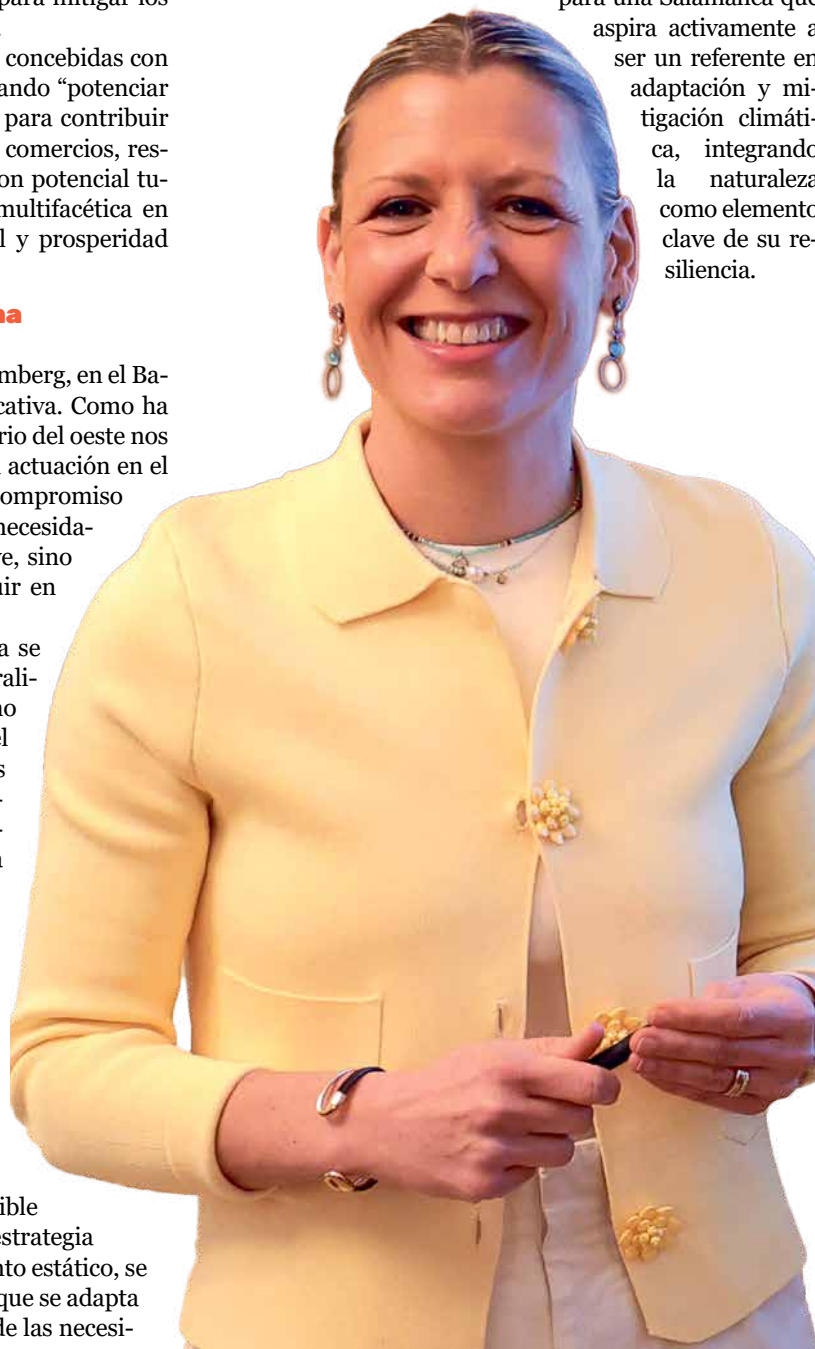 para mitigar los
.
concebidas con
ando “potenciar
para contribuir
comercios, res-
on potencial tu-
multifacética en
l y prosperidad
na
mberg, en el Ba-
cativa. Como ha
rio del oeste nos
actuación en el
ompromiso
necesida-
ve, sino
uir en
a se
rali-
no
el
s
-
-
a
ible
estrategia
nto estático, se
que se adapta
de las necesi-
para una Salamanca que
aspira activamente a
ser un referente en
adaptación y mi-
tigación climáti-
ca, integrando
la naturaleza
como elemento
clave de su re-
siliencia.